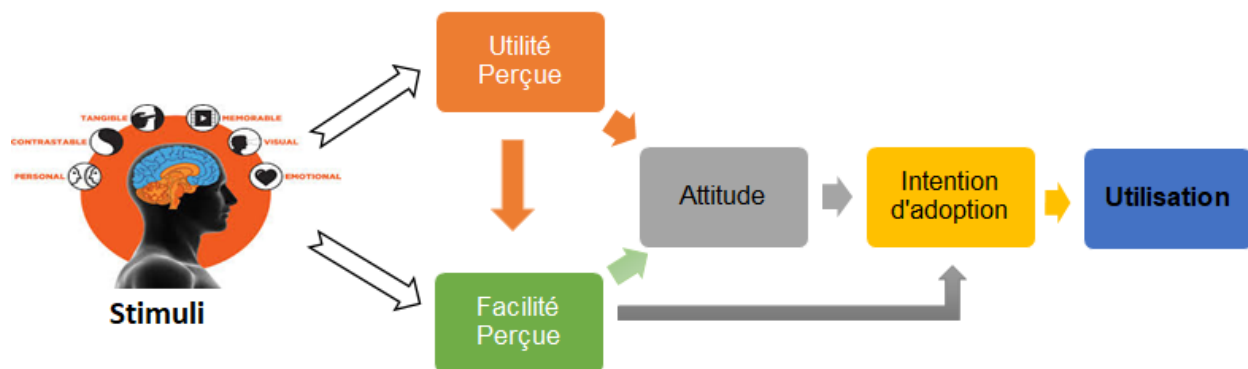 TANGIBLE
MEMORABLE
CONTRASTABLE
VISUAL
PERSONAL
EMOTIONAL
Stimuli
Utilité
Perçue
Facilité
Perçue
Attitude
Intention
d'adoption
Utilisation